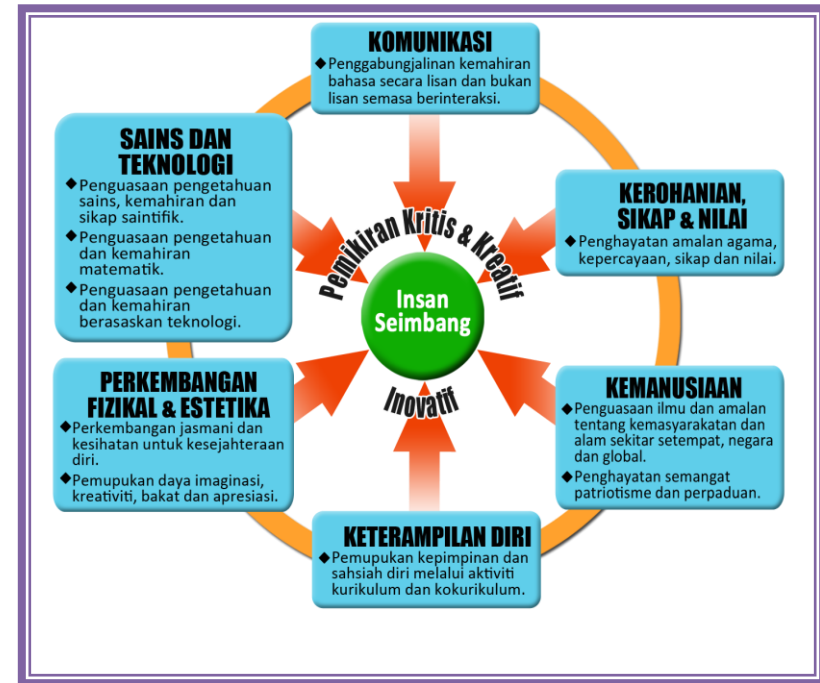 KOMUNIKASI
◆Penggabungjalinan kemahiran
bahasa secara lisan dan bukan
lisan semasa berinteraksi.
SAINS DAN
TEKNOLOGI
◆Penguasaan pengetahuan
sains, kemahiran dan
sikap saintifik.
◆Penguasaan pengetahuan
dan kemahiran
matematik.
◆Penguasaan pengetahuan
dan kemahiran
berasaskan teknologi.
KEROHANIAN,
SIKAP & NILAI
◆Penghayatan amalan agama,
kepercayaan, sikap dan nilai.
Pemikiran Kritis & Kreatif
Insan
Seimbang
Inovatif
PERKEMBANGAN
FIZIKAL & ESTETIKA
◆Perkembangan jasmani dan
kesihatan untuk kesejahteraan
diri.
◆Pemupukan daya imaginasi,
kreativiti, bakat dan apresiasi.
KEMANUSIAAN
◆Penguasaan ilmu dan amalan
tentang kemasyarakatan dan
alam sekitar setempat, negara
dan global.
◆Penghayatan semangat
patriotisme dan perpaduan.
KETERAMPILAN DIRI
◆Pemupukan kepimpinan dan
sahsiah diri melalui aktiviti
kurikulum dan kokurikulum.